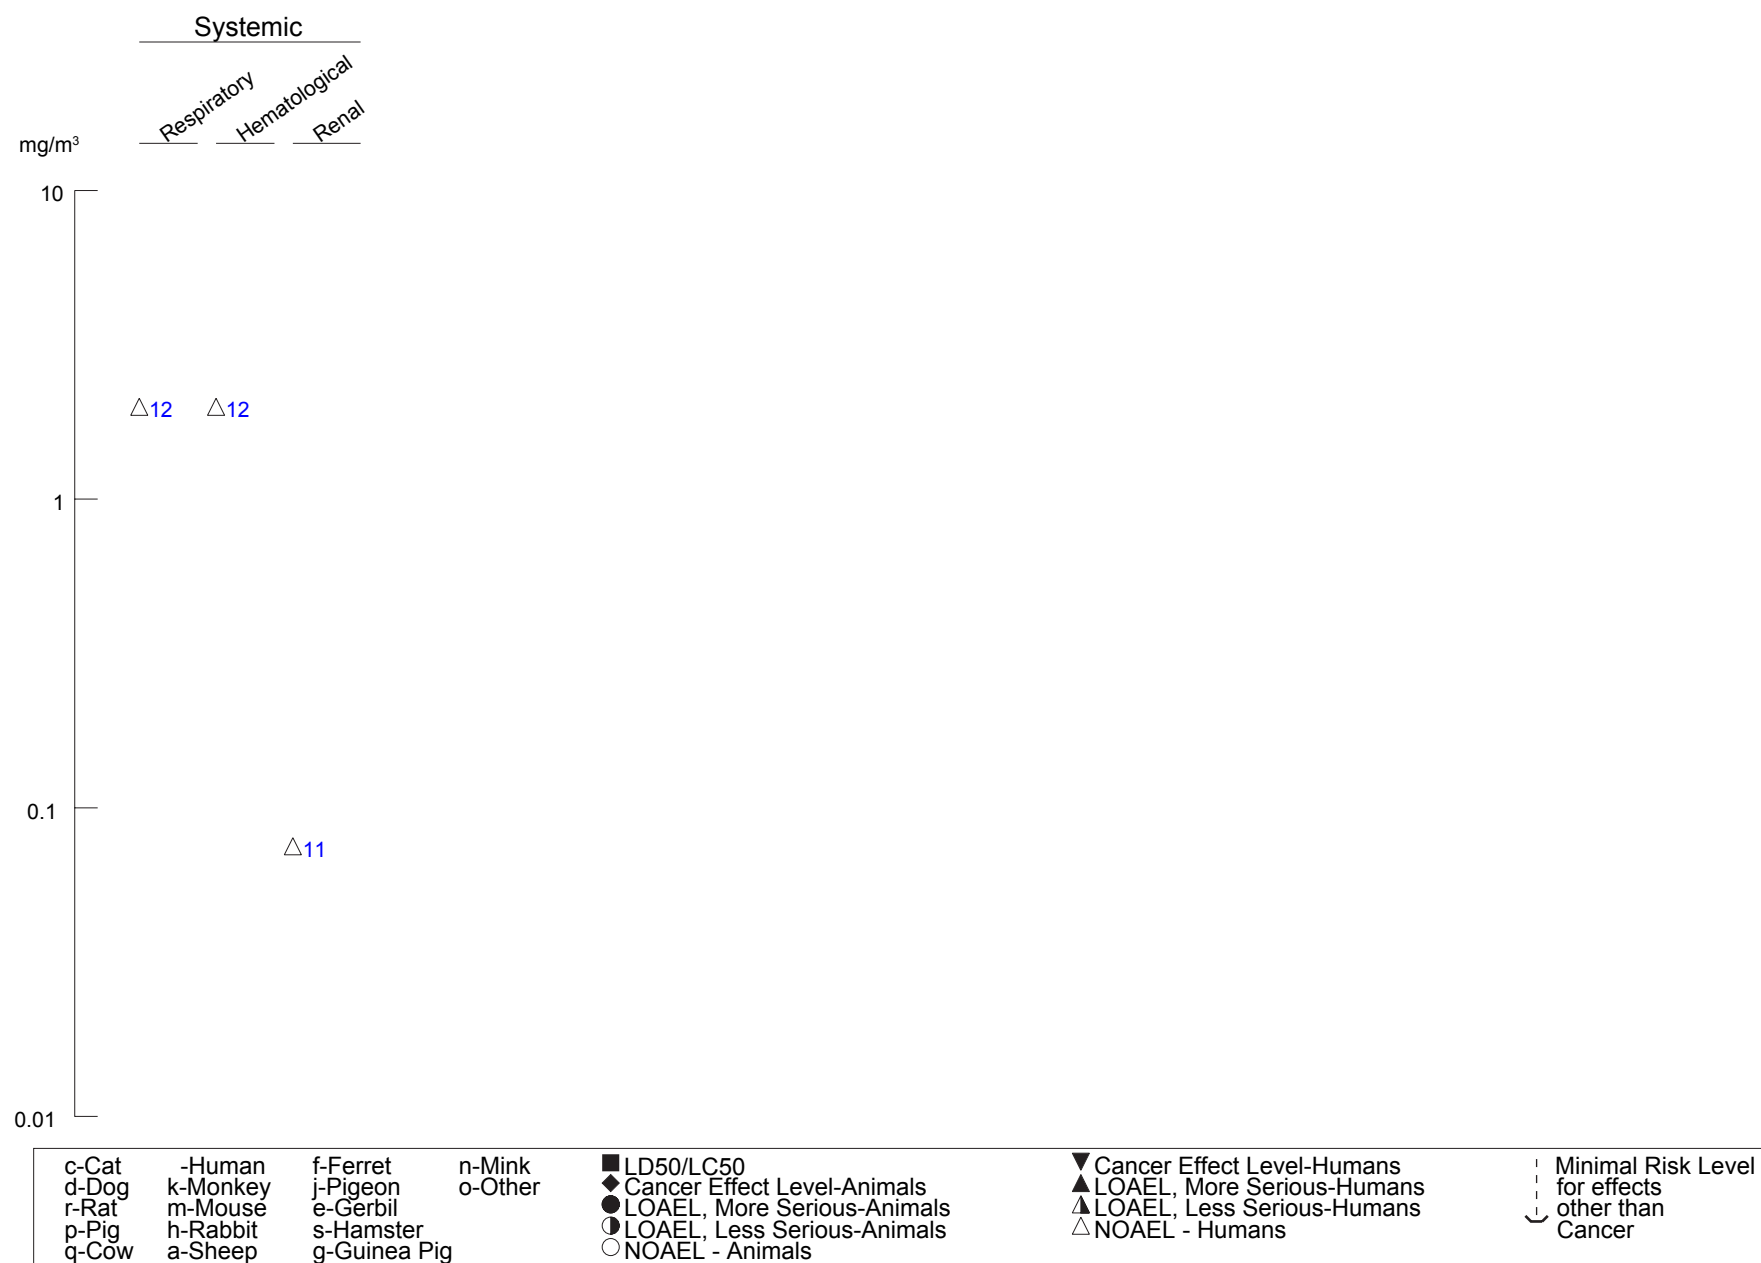 Systemic
Respiratory Hematological Renal
mg/m³
10
12 12
1
0.1
11
0.01
c-Cat -Human f-Ferret n-Mink LD50/LC50 Cancer Effect Level-Humans Minimal Risk Level
d-Dog k-Monkey j-Pigeon o-Other Cancer Effect Level-Animals LOAEL, More Serious-Humans for effects
r-Rat m-Mouse e-Gerbil LOAEL, More Serious-Animals LOAEL, Less Serious-Humans other than
p-Pig h-Rabbit s-Hamster LOAEL, Less Serious-Animals NOAEL - Humans Cancer
q-Cow a-Sheep g-Guinea Pig NOAEL - Animals